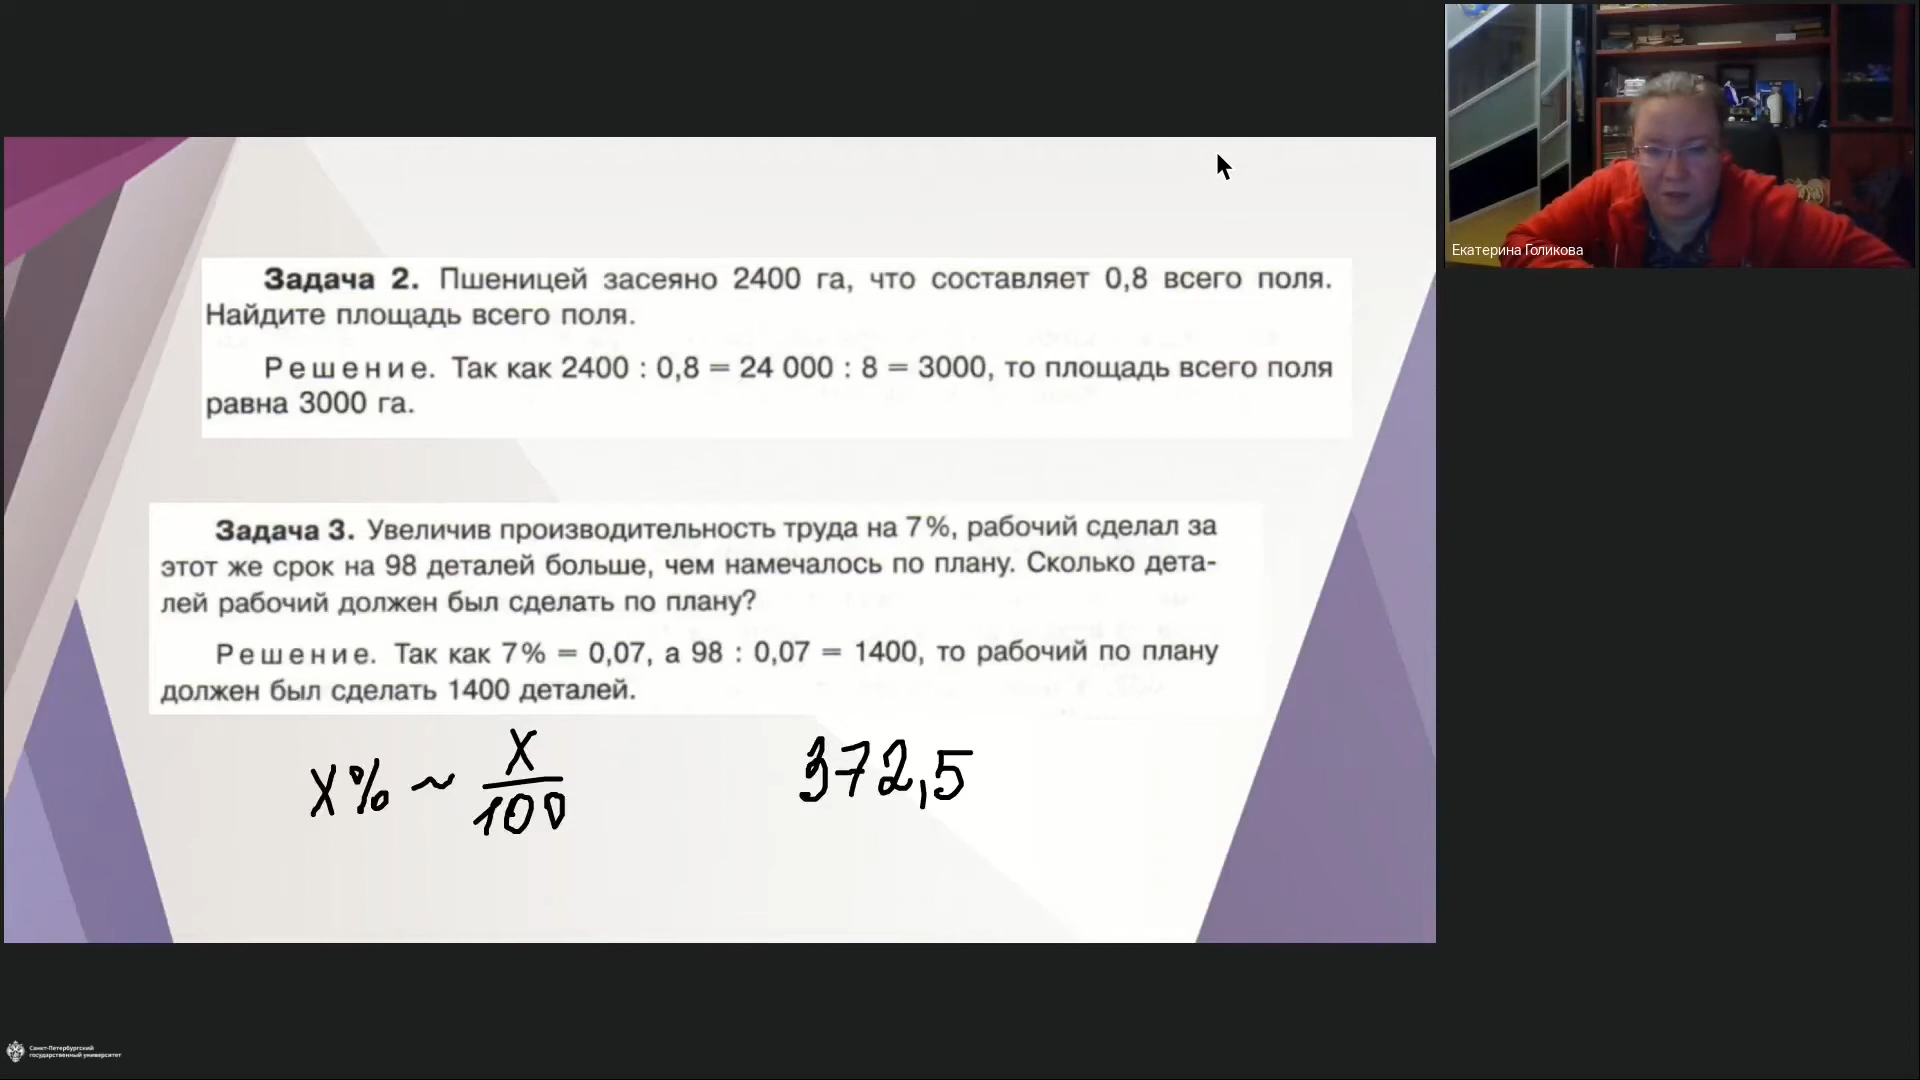 Екатерина Голикова
Задача 2. Пшеницей засеяно 2400 га, что составляет 0,8 всего поля.
Найдите площадь всего поля.
Решение. Так как 2400 : 0,8 = 24 000 : 8 = 3000, то площадь всего поля
равна 3000 га.
Задача 3. Увеличив производительность труда на 7%, рабочий сделал за
этот же срок на 98 деталей больше, чем намечалось по плану. Сколько дета-
лей рабочий должен был сделать по плану?
Решение. Так как 7% = 0,07, а 98 : 0,07 = 1400, то рабочий по плану
должен был сделать 1400 деталей.
x% ~ x/100
372,5
Санкт-Петербургский
государственный университет